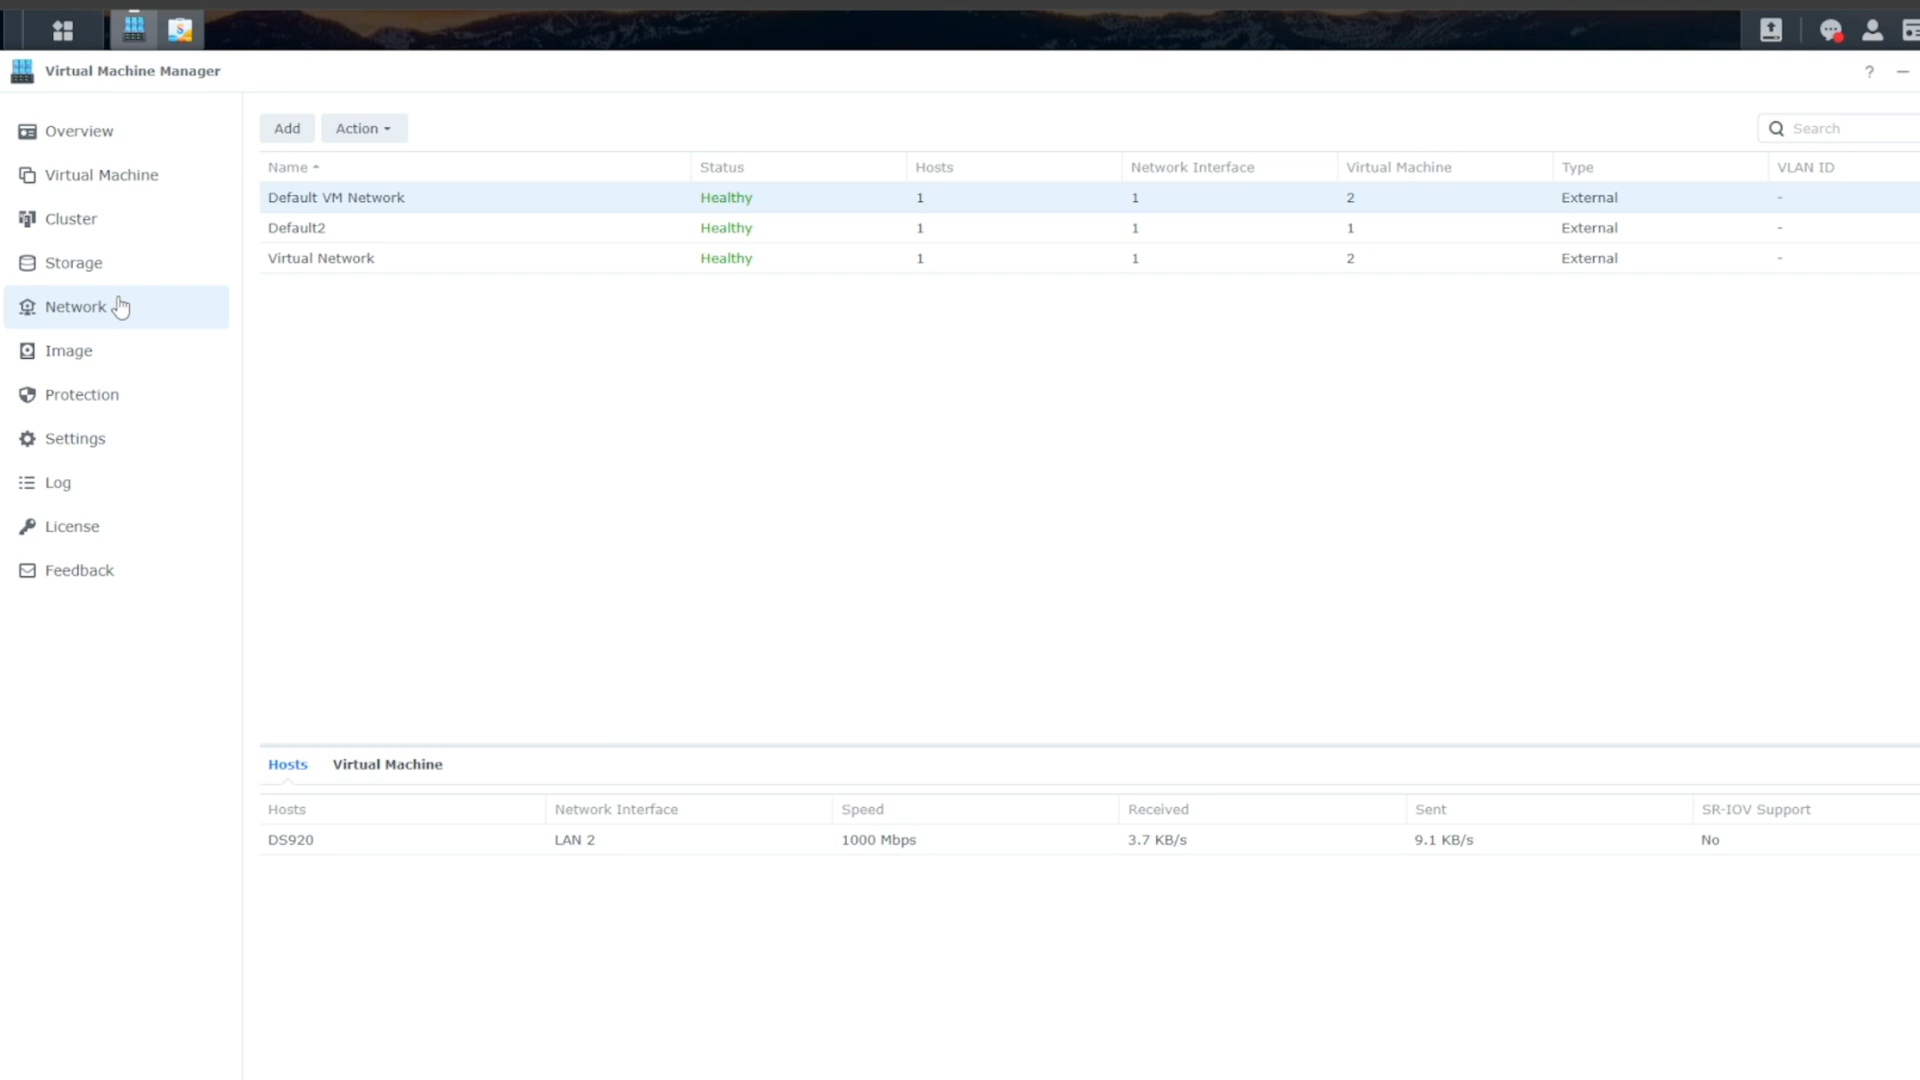 Virtual Machine Manager
?
Overview
Virtual Machine
Cluster
Storage
Network
Image
Protection
Settings
Log
License
Feedback
Add Action
Search
Name Status Hosts Network Interface Virtual Machine Type VLAN ID
Default VM Network Healthy 1 1 2 External -
Default2 Healthy 1 1 1 External -
Virtual Network Healthy 1 1 2 External -
Hosts Virtual Machine
Hosts Network Interface Speed Received Sent SR-IOV Support
DS920 LAN 2 1000 Mbps 3.7 KB/s 9.1 KB/s No